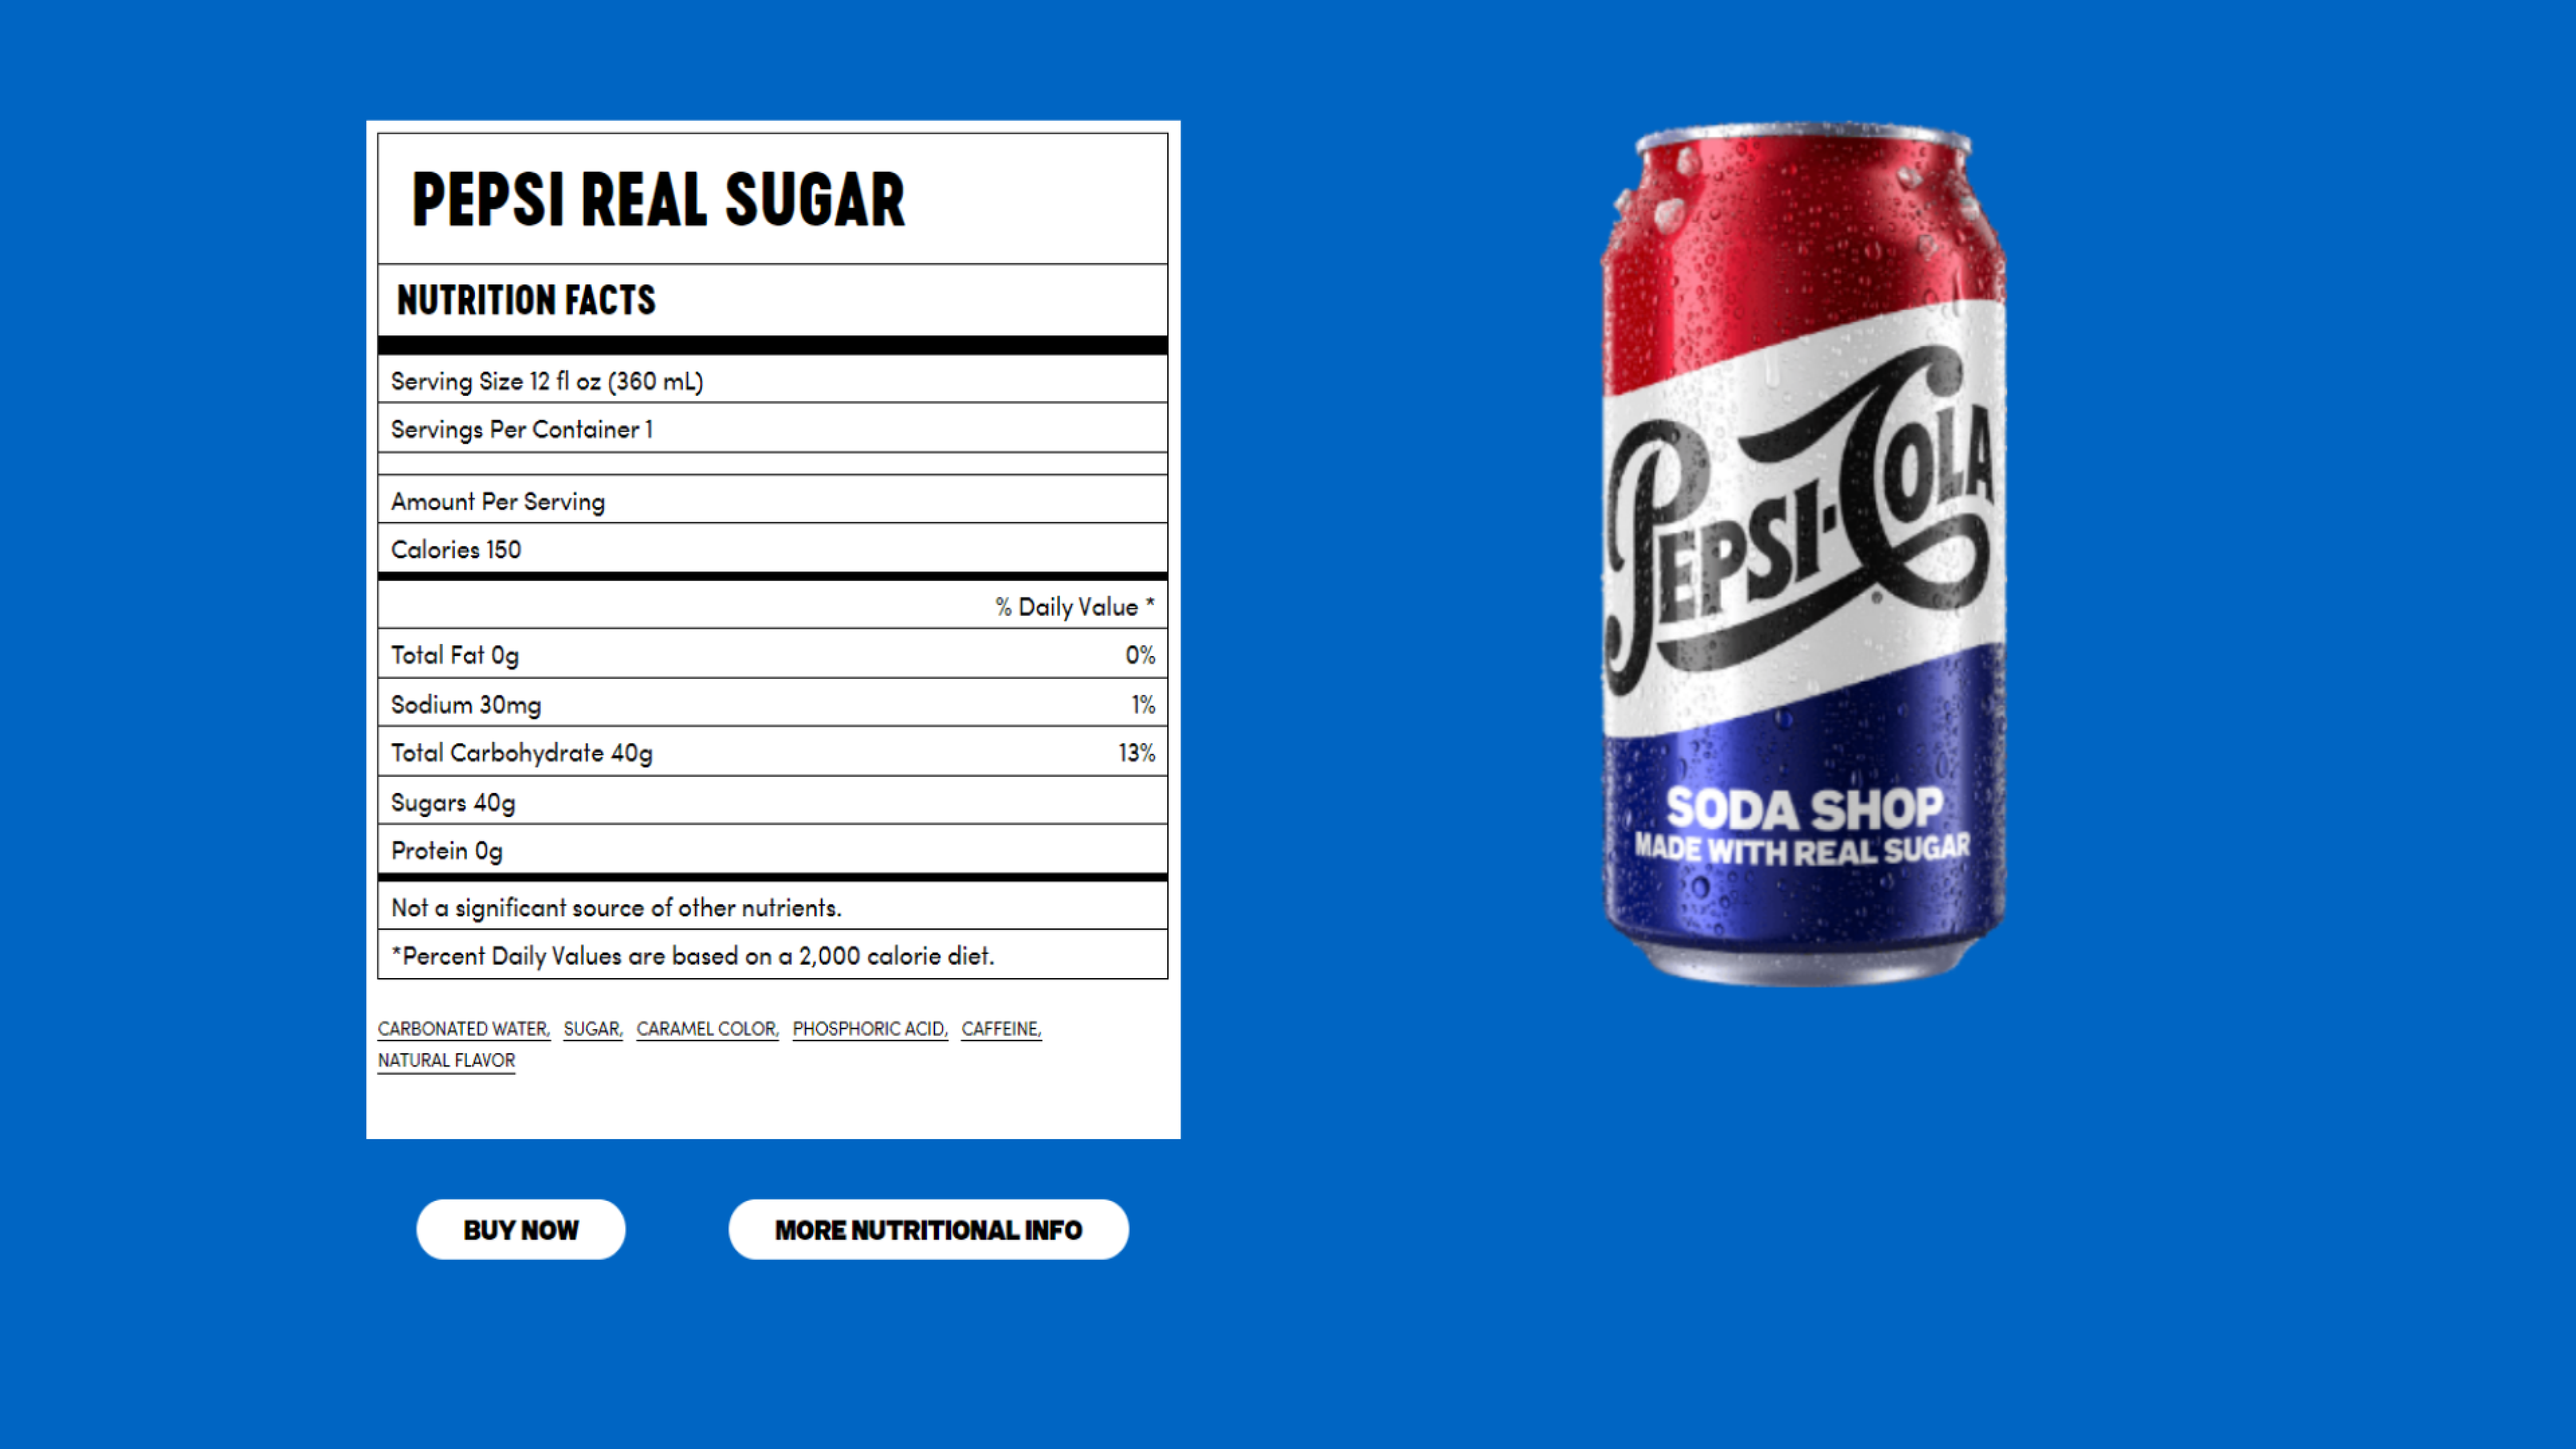 PEPSI REAL SUGAR
NUTRITION FACTS
Serving Size 12 fl oz (360 mL)
Servings Per Container 1
Amount Per Serving
Calories 150
% Daily Value *
Total Fat 0g 0%
Sodium 30mg 1%
Total Carbohydrate 40g 13%
Sugars 40g
Protein 0g
Not a significant source of other nutrients.
*Percent Daily Values are based on a 2,000 calorie diet.
CARBONATED WATER, SUGAR, CARAMEL COLOR, PHOSPHORIC ACID, CAFFEINE,
NATURAL FLAVOR
BUY NOW MORE NUTRITIONAL INFO
PEPSI-COLA
®
SODA SHOP
MADE WITH REAL SUGAR